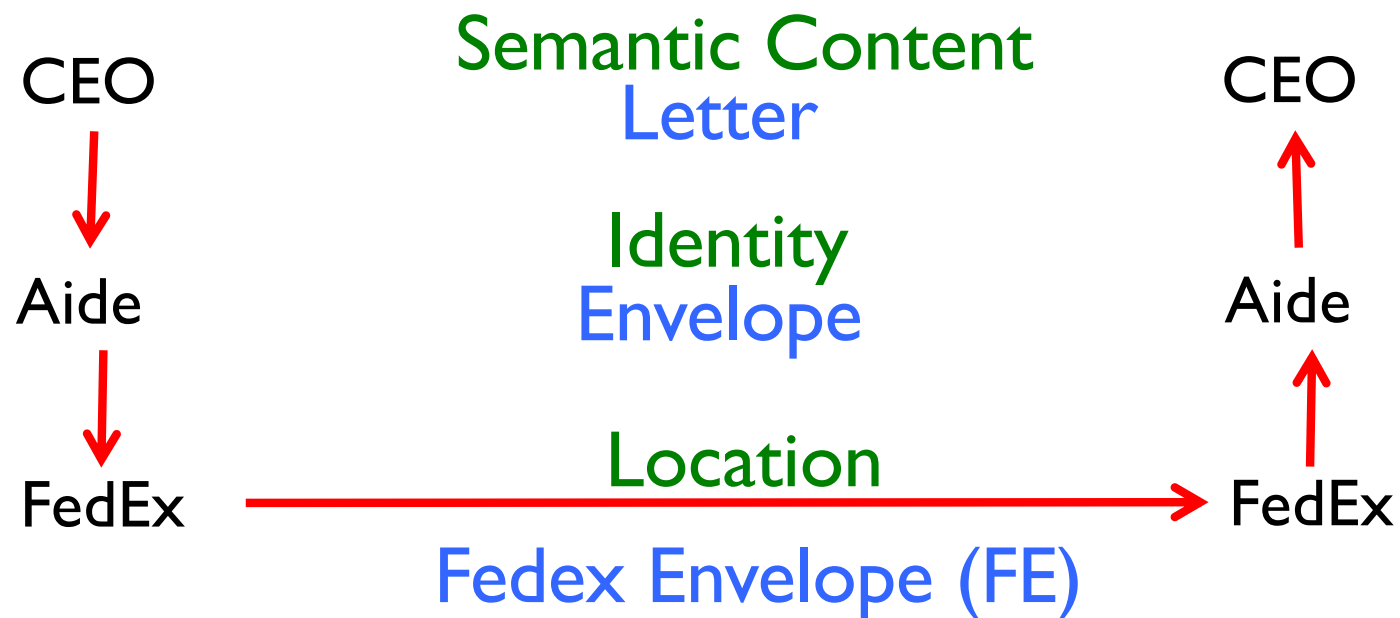 CEO
Semantic Content
Letter
CEO
Aide
Identity
Envelope
Aide
FedEx
Location
FedEx
Fedex Envelope (FE)